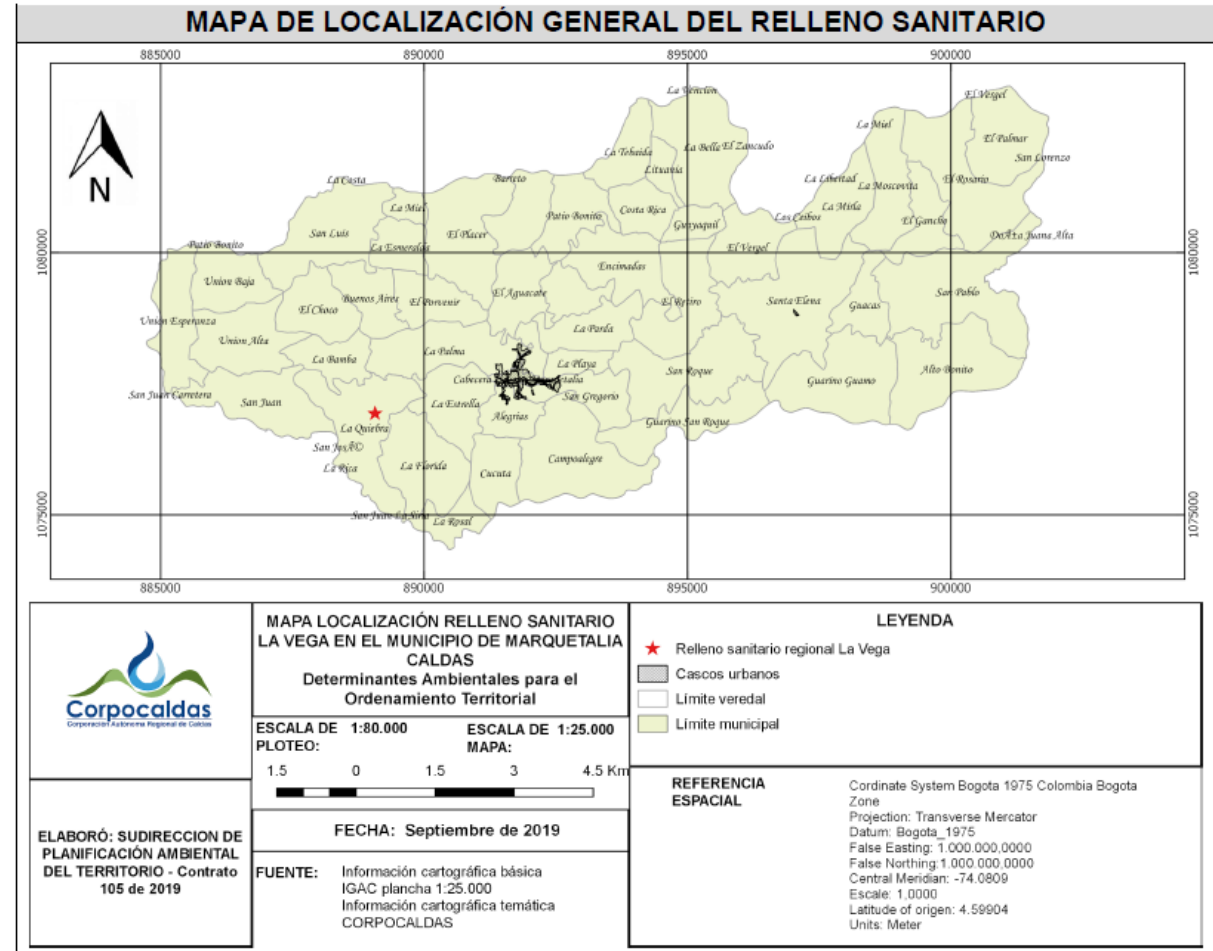 MAPA DE LOCALIZACIÓN GENERAL DEL RELLENO SANITARIO
885000 890000 895000 900000
La Vención
El Vergel
La Miel
El Palmar
La Tebaida
La Bella El Zancudo
San Lorenzo
Lituania
La Costa
Barreto
La Libertad
La Moscovita
El Rosario
La Miel
Costa Rica
La Mirla
Patio Bonito
Los Ceibos
El Gancho
San Luis
El Placer
Guayaquil
DoÃ±a Juana Alta
Patio Bonito
La Esmeralda
El Vergel
1080000
1080000
Encimadas
Union Baja
Buenos Aires
El Porvenir
El Aguacate
El Retiro
Santa Elena
Guacas
San Pablo
El Choco
Union Esperanza
La Parda
Union Alta
La Bamba
La Palma
La Playa
San Roque
Alto Bonito
Cabecera
Guarino Guamo
San Juan Carretera
San Juan
La Estrella
San Gregorio
Alegrias
La Quiebra
Guarino San Roque
San JosÃ©
La Rica
La Florida
Campoalegre
Cucuta
1075000
1075000
La Rosal
885000 890000 895000 900000
MAPA LOCALIZACIÓN RELLENO SANITARIO
LA VEGA EN EL MUNICIPIO DE MARQUETALIA
CALDAS
Determinantes Ambientales para el
Ordenamiento Territorial
ESCALA DE 1:80.000 ESCALA DE 1:25.000
PLOTEO: MAPA:
1.5 0 1.5 3 4.5 Km
FECHA: Septiembre de 2019
FUENTE: Información cartográfica básica
IGAC plancha 1:25.000
Información cartográfica temática
CORPOCALDAS
Corpocaldas
Corporación Autónoma Regional de Caldas
ELABORÓ: SUDIRECCION DE
PLANIFICACIÓN AMBIENTAL
DEL TERRITORIO - Contrato
105 de 2019
LEYENDA
Relleno sanitario regional La Vega
Cascos urbanos
Límite veredal
Límite municipal
REFERENCIA
ESPACIAL
Cordinate System Bogota 1975 Colombia Bogota
Zone
Projection: Transverse Mercator
Datum: Bogota_1975
False Easting: 1.000.000,0000
False Northing:1.000.000,0000
Central Meridian: -74.0809
Escale: 1,0000
Latitude of origen: 4.59904
Units: Meter
N